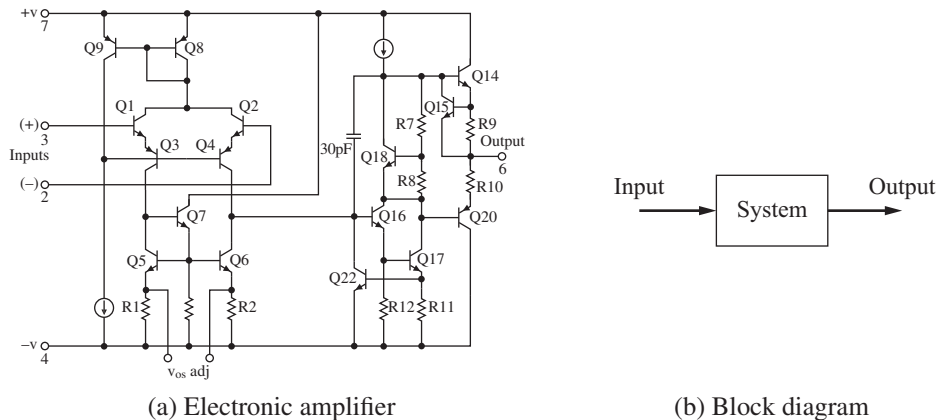 +v
7
Q9
Q8
Q14
Q1
Q2
Q15
(+)
3
R7
R9
Output
6
Inputs
Q3
Q4
30pF
Q18
(–)
2
R8
R10
Q7
Q16
Q20
Q5
Q6
Q22
Q17
R1
R2
R12
R11
–v
4
vos adj
(a) Electronic amplifier
Input
System
Output
(b) Block diagram